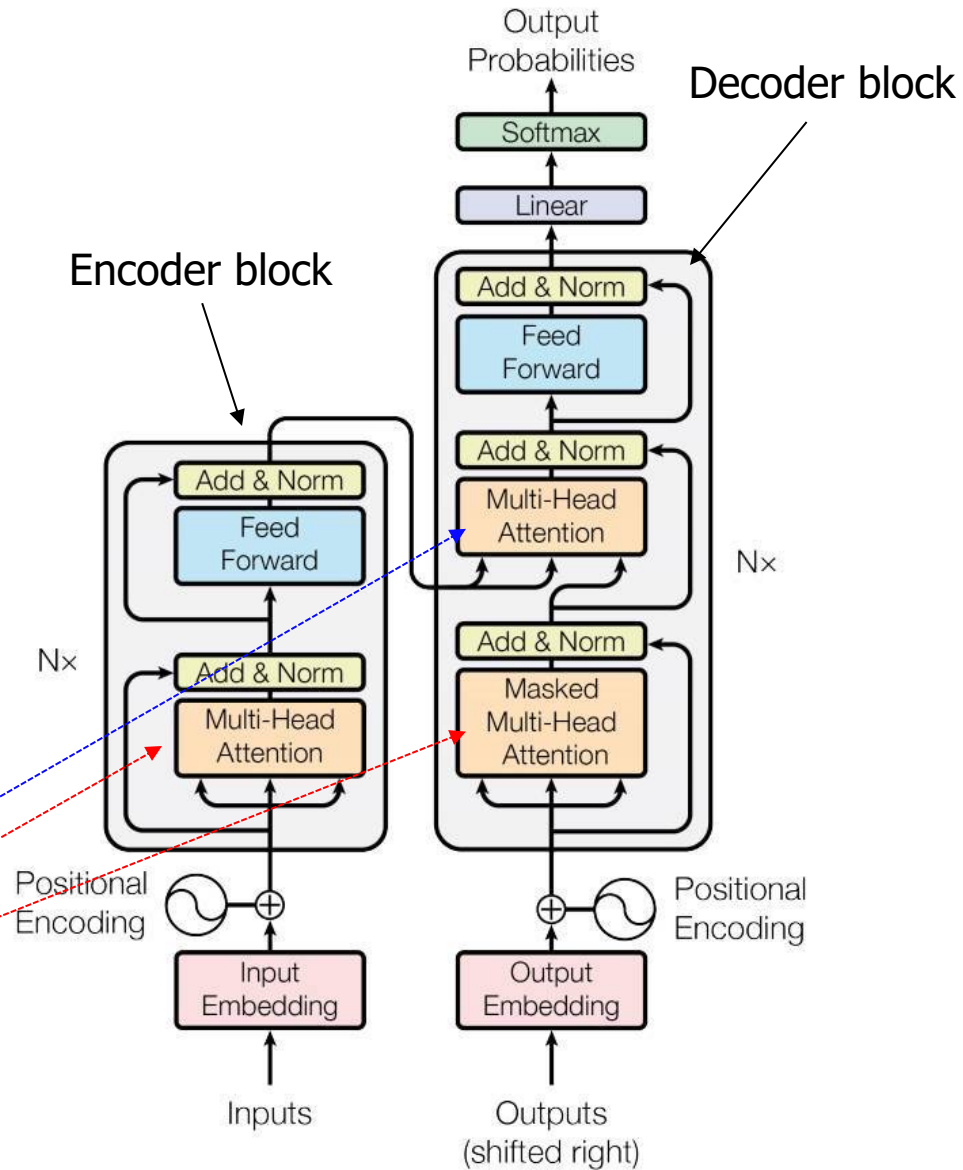 Output
Probabilities
Decoder block
Softmax
Linear
Encoder block
Add & Norm
Feed
Forward
Add & Norm
Multi-Head
Attention
Nx
Add & Norm
Masked
Multi-Head
Attention
Add & Norm
Feed
Forward
Nx
Add & Norm
Multi-Head
Attention
Positional
Encoding
Positional
Encoding
Input
Embedding
Output
Embedding
Inputs
Outputs
(shifted right)